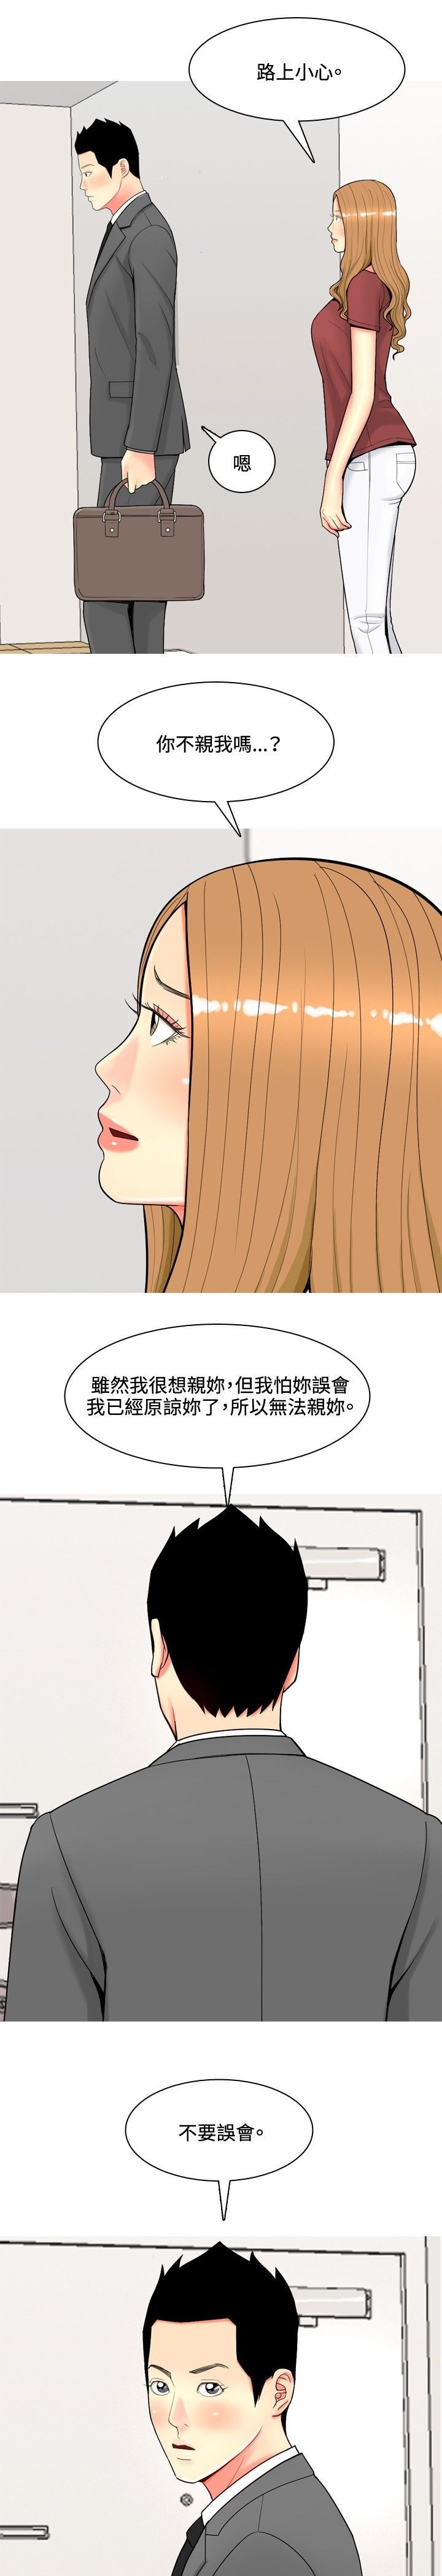 路上小心。
嗯
你不親我嗎…？
雖然我很想親妳，但我怕妳誤會
我已經原諒妳了，所以無法親妳。
不要誤會。